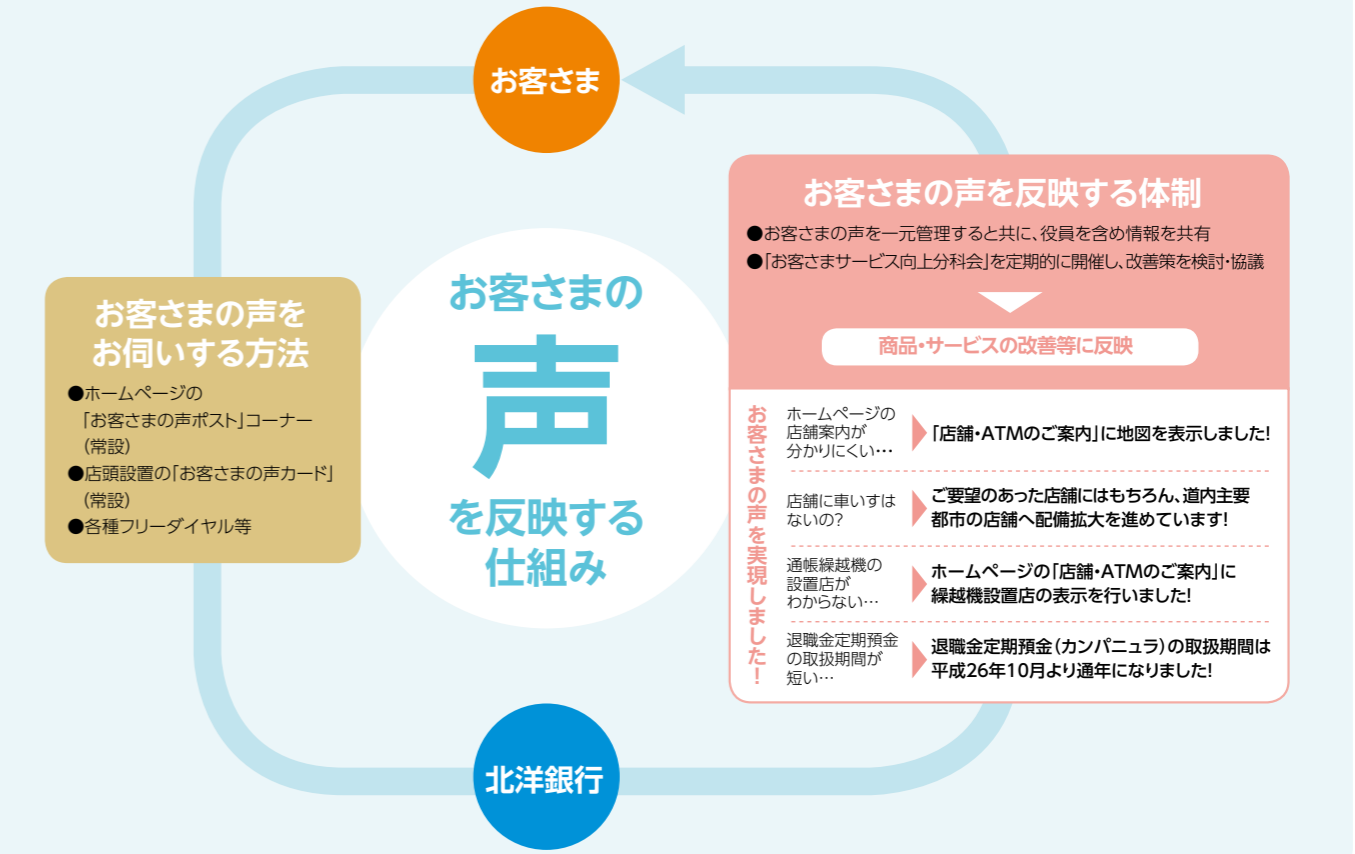 お客さま
お客さまの声を
お伺いする方法
●ホームページの
「お客さまの声ポスト」コーナー
(常設)
●店頭設置の「お客さまの声カード」
(常設)
●各種フリーダイヤル等
お客さまの
声
を反映する
仕組み
お客さまの声を反映する体制
●お客さまの声を一元管理すると共に、役員を含め情報を共有
●「お客さまサービス向上分科会」を定期的に開催し、改善策を検討・協議
商品・サービスの改善等に反映
お客さまの声を実現しました！
ホームページの
店舗案内が
分かりにくい…
「店舗・ATMのご案内」に地図を表示しました!
店舗に車いすは
ないの?
ご要望のあった店舗にはもちろん、道内主要
都市の店舗へ配備拡大を進めています!
通帳繰越機の
設置店が
わからない…
ホームページの「店舗・ATMのご案内」に
繰越機設置店の表示を行いました!
退職金定期預金
の取扱期間が
短い…
退職金定期預金(カンパニュラ)の取扱期間は
平成26年10月より通年になりました!
北洋銀行